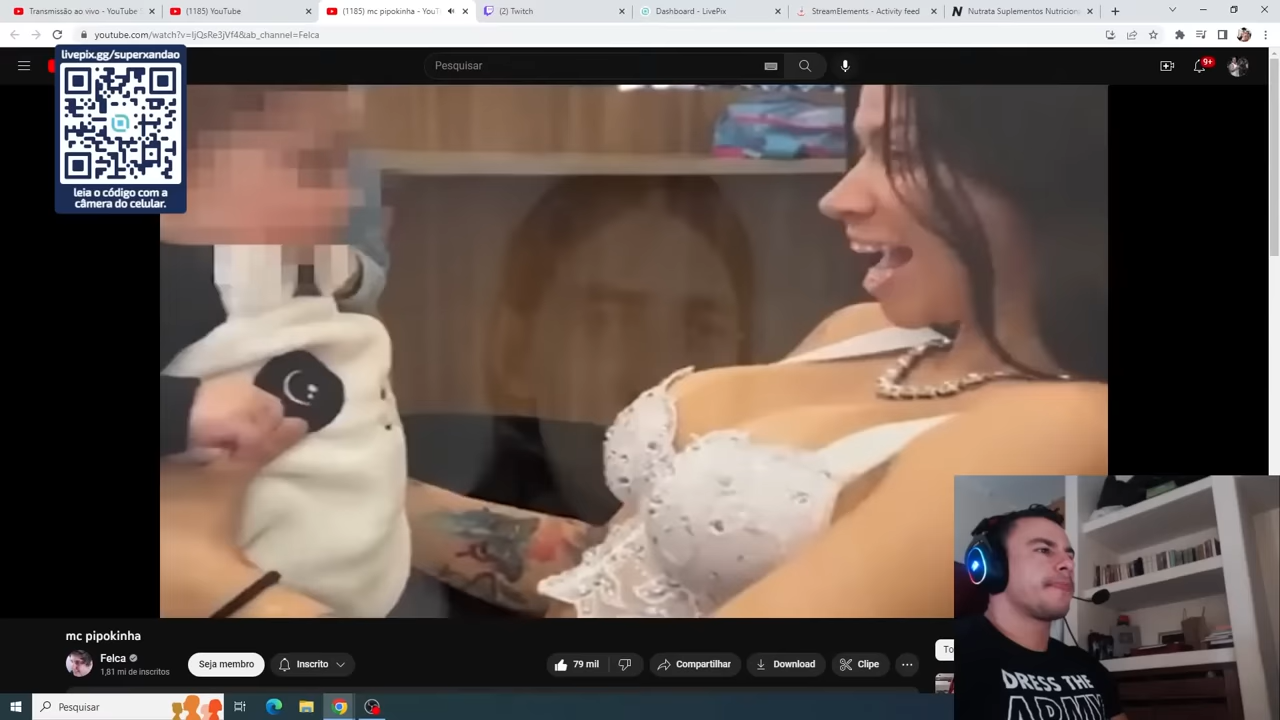 Transmissão ao vivo - YouTube
(1185) YouTube
(1185) mc pipokinha - YouT
(2) Twitch
Dashboard - LivePix
StreamElements - Activity feed
Nutrata Suplementos Nutricion
youtube.com/watch?v=IjQsRe3jVf4&ab_channel=Felca
livepix.gg/superxandao
leia o código com a
câmera do celular.
Pesquisar
9+
mc pipokinha
Felca
1,81 mi de inscritos
Seja membro
Inscrito
79 mil
Compartilhar
Download
Clipe
To
DRESS THE
ARMY
Pesquisar